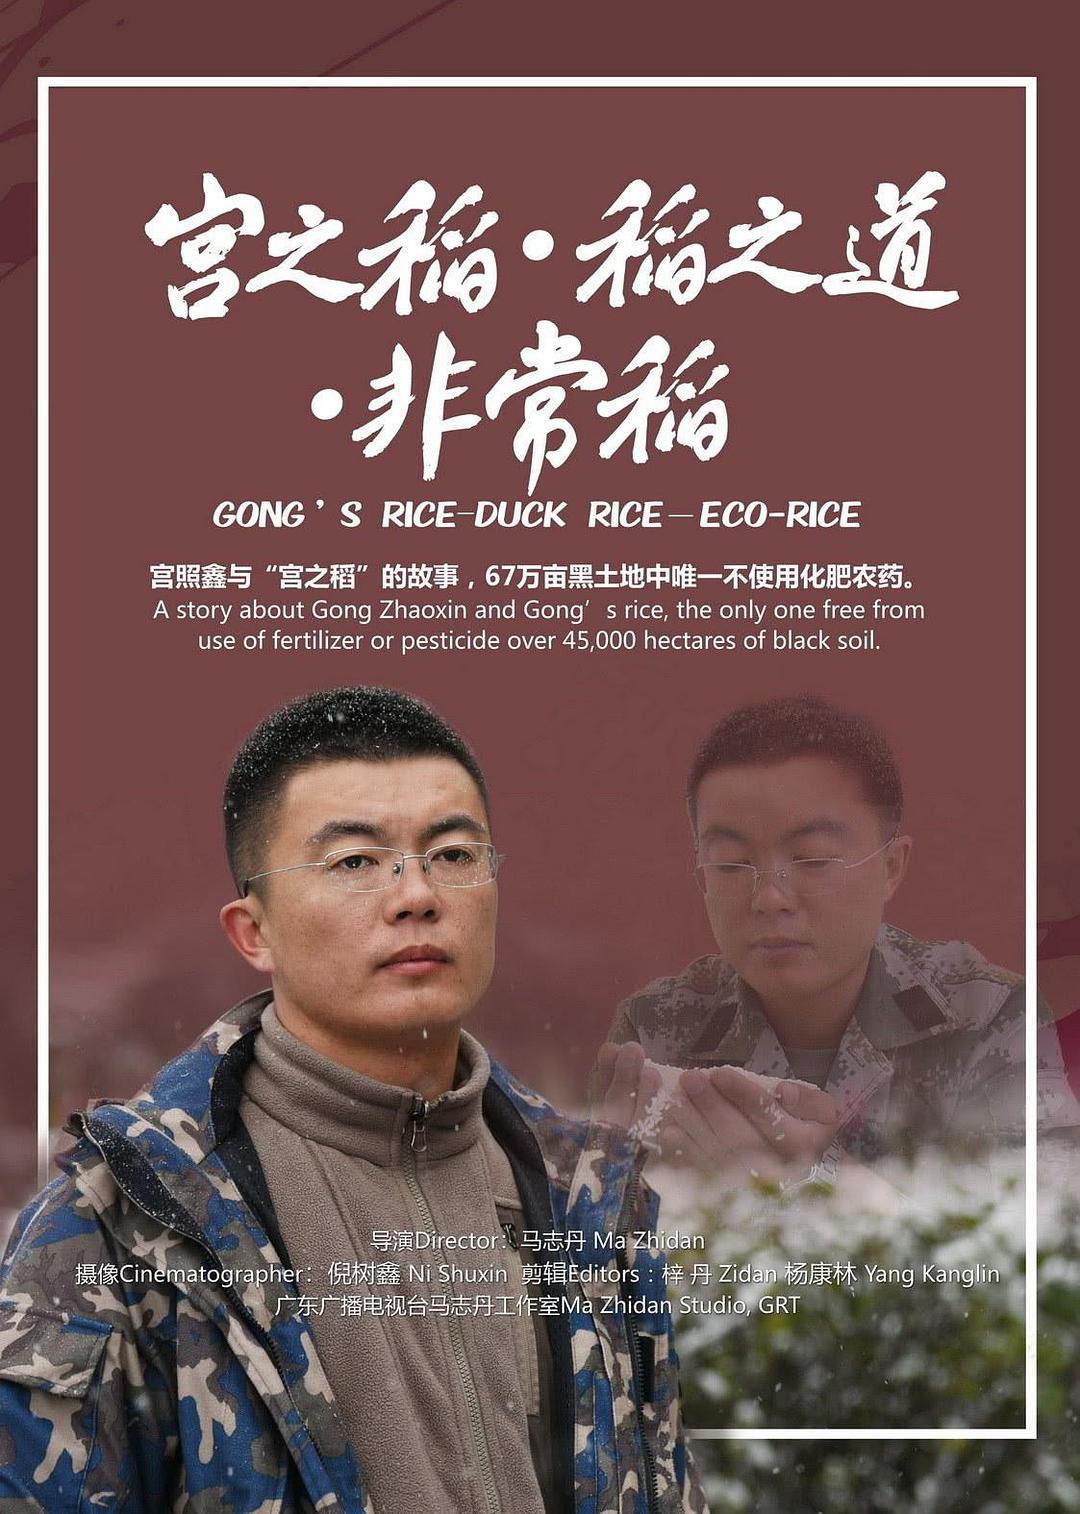 宫之稻·稻之道
·非常稻
GONG'S RICE-DUCK RICE—ECO-RICE
宫照鑫与“宫之稻”的故事，67万亩黑土地中唯一不使用化肥农药。
A story about Gong Zhaoxin and Gong's rice, the only one free from
use of fertilizer or pesticide over 45,000 hectares of black soil.
导演Director：马志丹 Ma Zhidan
摄像Cinematographer：倪树鑫 Ni Shuxin 剪辑Editors：梓 丹 Zidan 杨康林 Yang Kanglin
广东广播电视台马志丹工作室Ma Zhidan Studio, GRT